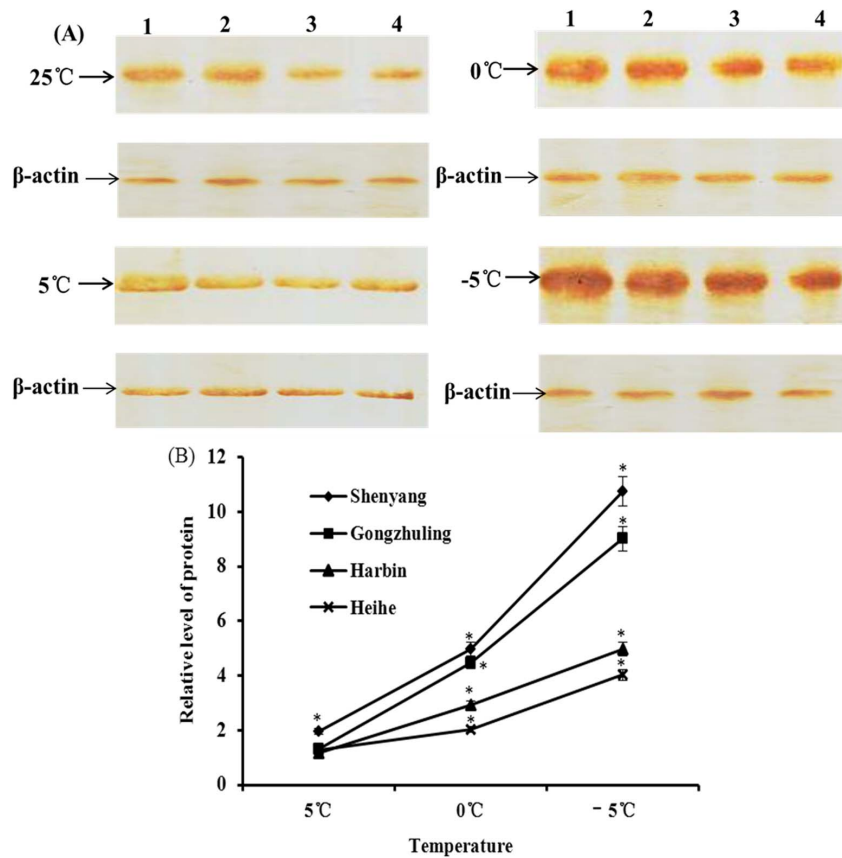 (A)
1 2 3 4
25℃
β-actin
5℃
β-actin
1 2 3 4
0℃
β-actin
-5℃
β-actin
(B)
12
10
8
6
4
2
0
Relative level of protein
Shenyang
Gongzhuling
Harbin
Heihe
*
*
*
*
*
*
*
*
*
5℃ 0℃ －5℃
Temperature